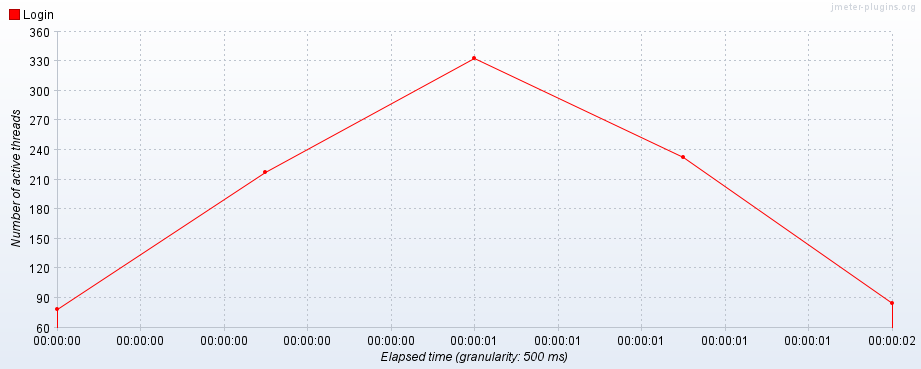 jmeter-plugins.org
Login
360
330
300
270
240
210
180
150
120
90
60
Number of active threads
00:00:00 00:00:00 00:00:00 00:00:00 00:00:00 00:00:01 00:00:01 00:00:01 00:00:01 00:00:01 00:00:02
Elapsed time (granularity: 500 ms)